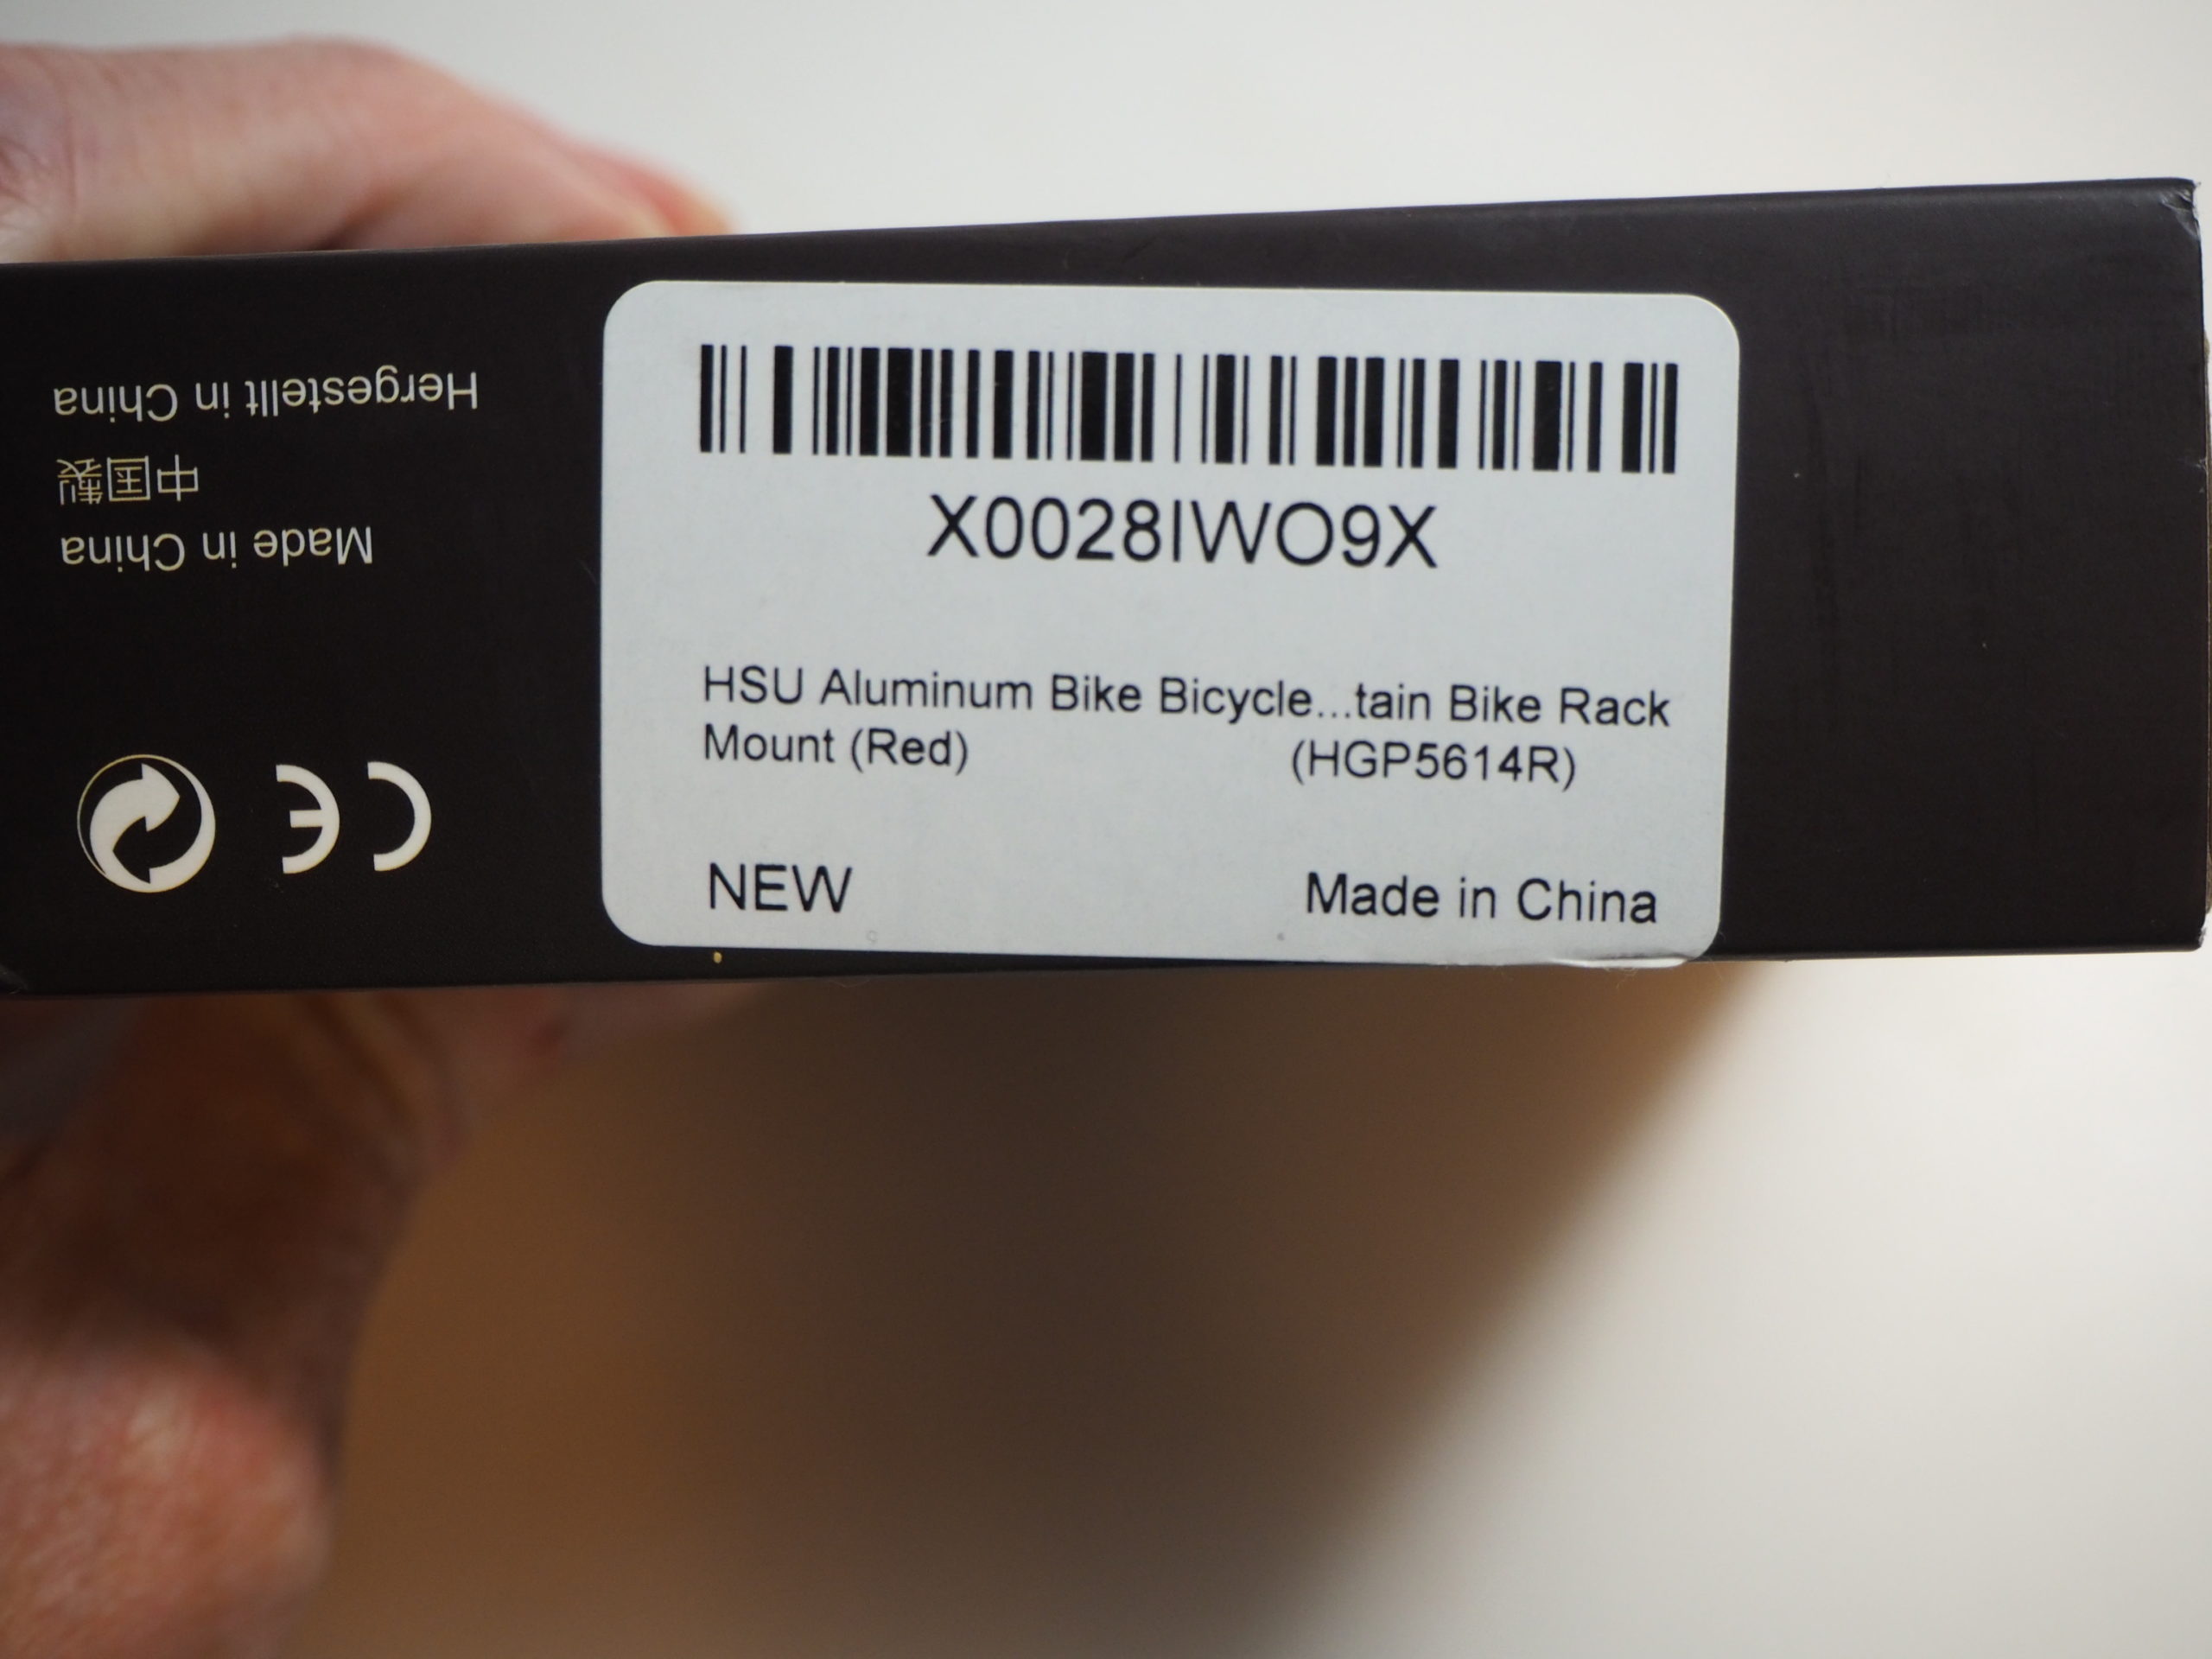 X0028IWO9X
HSU Aluminum Bike Bicycle...tain Bike Rack
Mount (Red) (HGP5614R)
NEW Made in China
Made in China
中国製
Hergestellt in China
CE